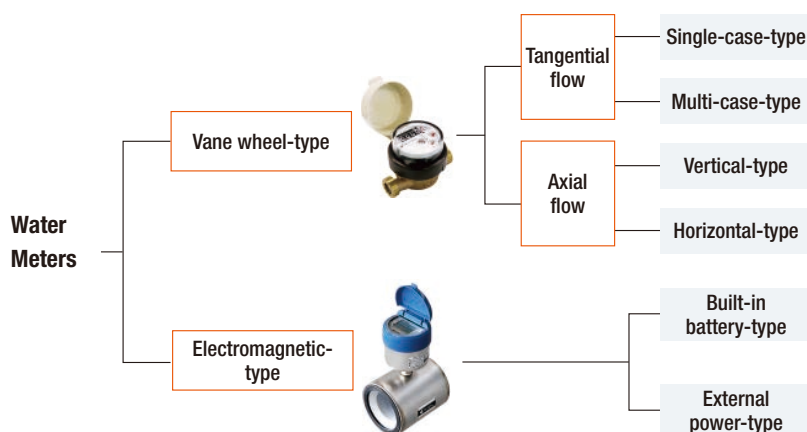 Water
Meters
Vane wheel-type
Tangential
flow
Single-case-type
Multi-case-type
Axial
flow
Vertical-type
Horizontal-type
Electromagnetic-
type
Built-in
battery-type
External
power-type